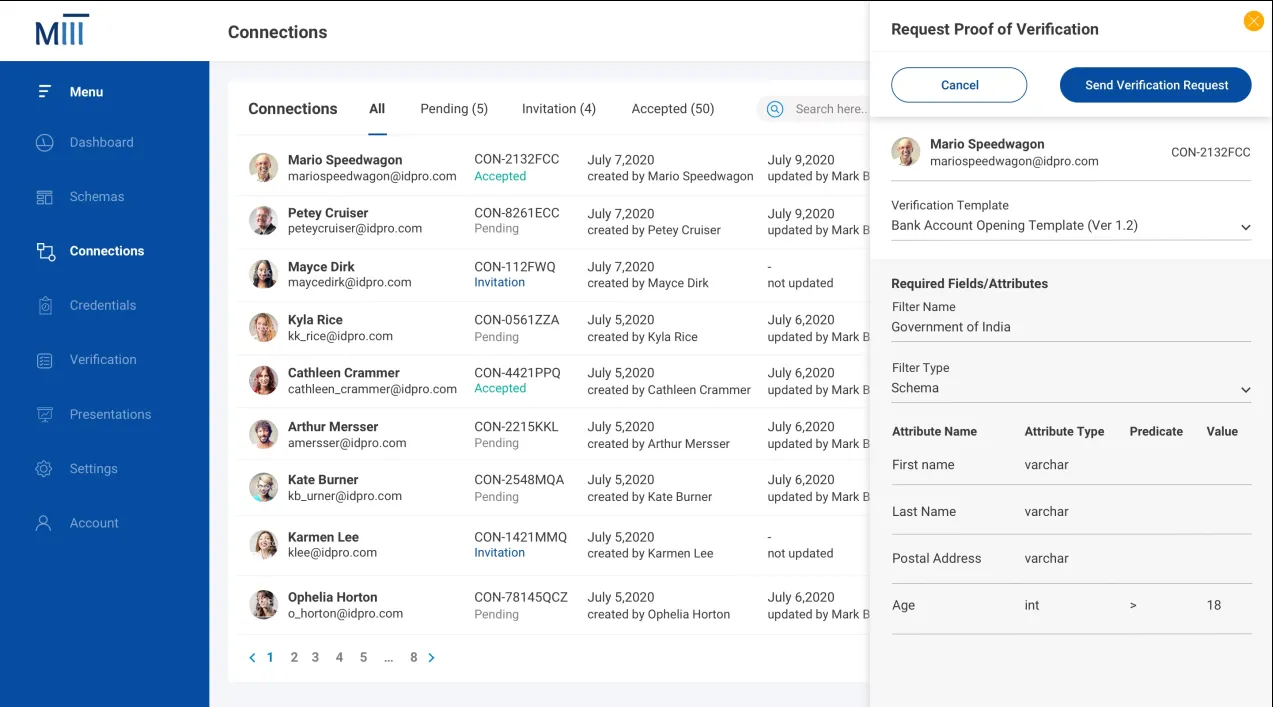 MIII
Connections
Menu
Dashboard
Schemas
Connections
Credentials
Verification
Presentations
Settings
Account
Connections All Pending (5) Invitation (4) Accepted (50) Search here..
Mario Speedwagon CON-2132FCC July 7,2020 July 9,2020
mariospeedwagon@idpro.com Accepted created by Mario Speedwagon updated by Mark B
Petey Cruiser CON-8261ECC July 7,2020 July 9,2020
peteycruiser@idpro.com Pending created by Petey Cruiser updated by Mark B
Mayce Dirk CON-112FWQ July 7,2020 -
maycedirk@idpro.com Invitation created by Mayce Dirk not updated
Kyla Rice CON-0561ZZA July 5,2020 July 6,2020
kk_rice@idpro.com Pending created by Kyla Rice updated by Mark B
Cathleen Crammer CON-4421PPQ July 5,2020 July 6,2020
cathleen_crammer@idpro.com Accepted created by Cathleen Crammer updated by Mark B
Arthur Mersser CON-2215KKL July 5,2020 July 6,2020
amersser@idpro.com Pending created by Arthur Mersser updated by Mark B
Kate Burner CON-2548MQA July 5,2020 July 6,2020
kb_urner@idpro.com Pending created by Kate Burner updated by Mark B
Karmen Lee CON-1421MMQ July 5,2020 -
klee@idpro.com Invitation created by Karmen Lee not updated
Ophelia Horton CON-78145QCZ July 5,2020 July 6,2020
o_horton@idpro.com Pending created by Ophelia Horton updated by Mark B
< 1 2 3 4 5 ... 8 >
Request Proof of Verification
Cancel Send Verification Request
Mario Speedwagon
mariospeedwagon@idpro.com CON-2132FCC
Verification Template
Bank Account Opening Template (Ver 1.2)
Required Fields/Attributes
Filter Name
Government of India
Filter Type
Schema
Attribute Name Attribute Type Predicate Value
First name varchar
Last Name varchar
Postal Address varchar
Age int > 18